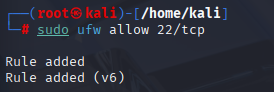 ┌──(root㉿kali)-[/home/kali]
└─# sudo ufw allow 22/tcp
Rule added
Rule added (v6)